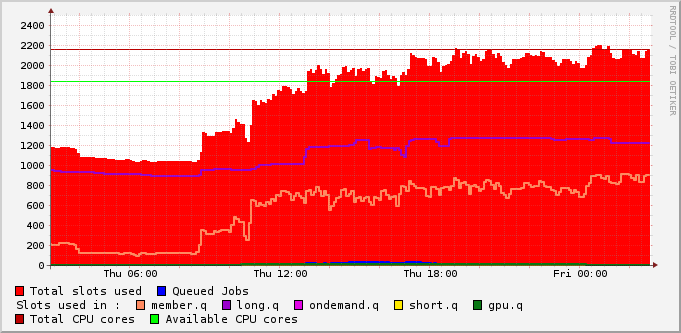 2400
2200
2000
1800
1600
1400
1200
1000
800
600
400
200
0
Thu 06:00 Thu 12:00 Thu 18:00 Fri 00:00
RRDTOOL / TOBI OETIKER
Total slots used Queued Jobs
Slots used in : member.q long.q ondemand.q short.q gpu.q
Total CPU cores Available CPU cores